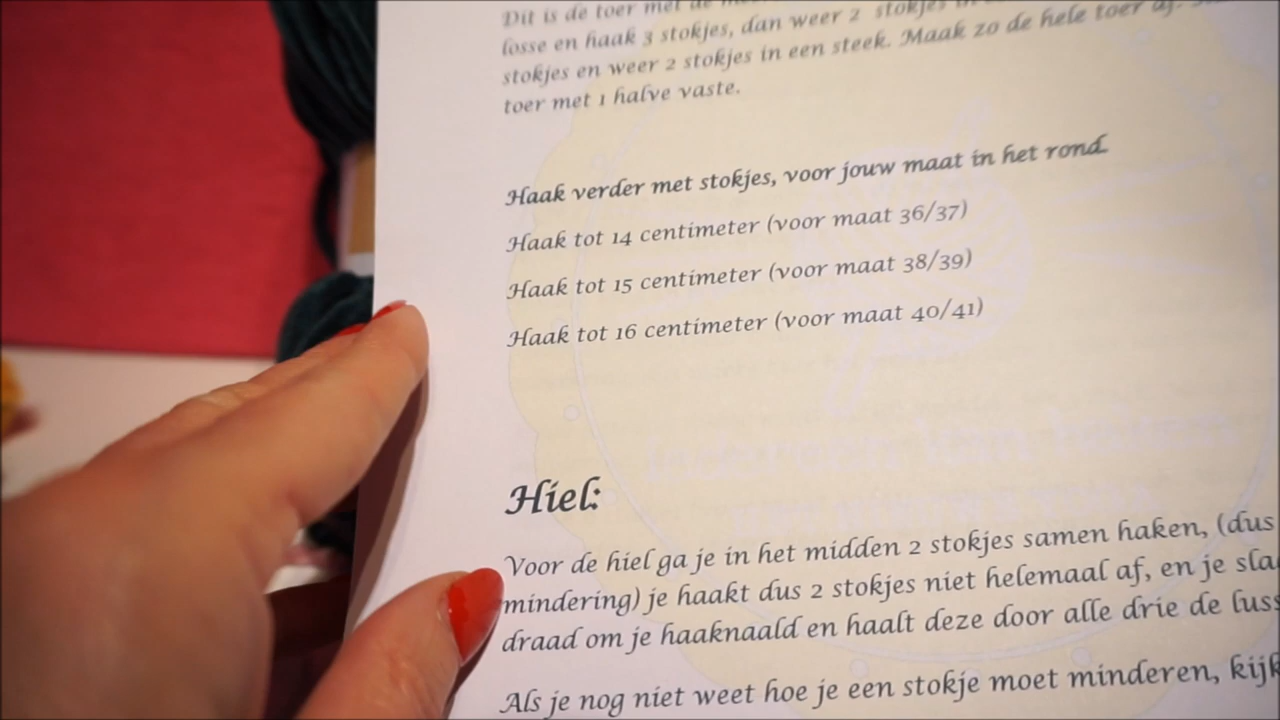 Dit is de toer met de
losse en haak 3 stokjes, dan weer 2 stokjes in
stokjes en weer 2 stokjes in een steek. Maak zo de hele toer af.
toer met 1 halve vaste.
Haak verder met stokjes, voor jouw maat in het rond.
Haak tot 14 centimeter (voor maat 36/37)
Haak tot 15 centimeter (voor maat 38/39)
Haak tot 16 centimeter (voor maat 40/41)
Hiel:
Voor de hiel ga je in het midden 2 stokjes samen haken, (dus
mindering) je haakt dus 2 stokjes niet helemaal af, en je
draad om je haaknaald en haalt deze door alle drie de
Als je nog niet weet hoe je een stokje moet minderen,